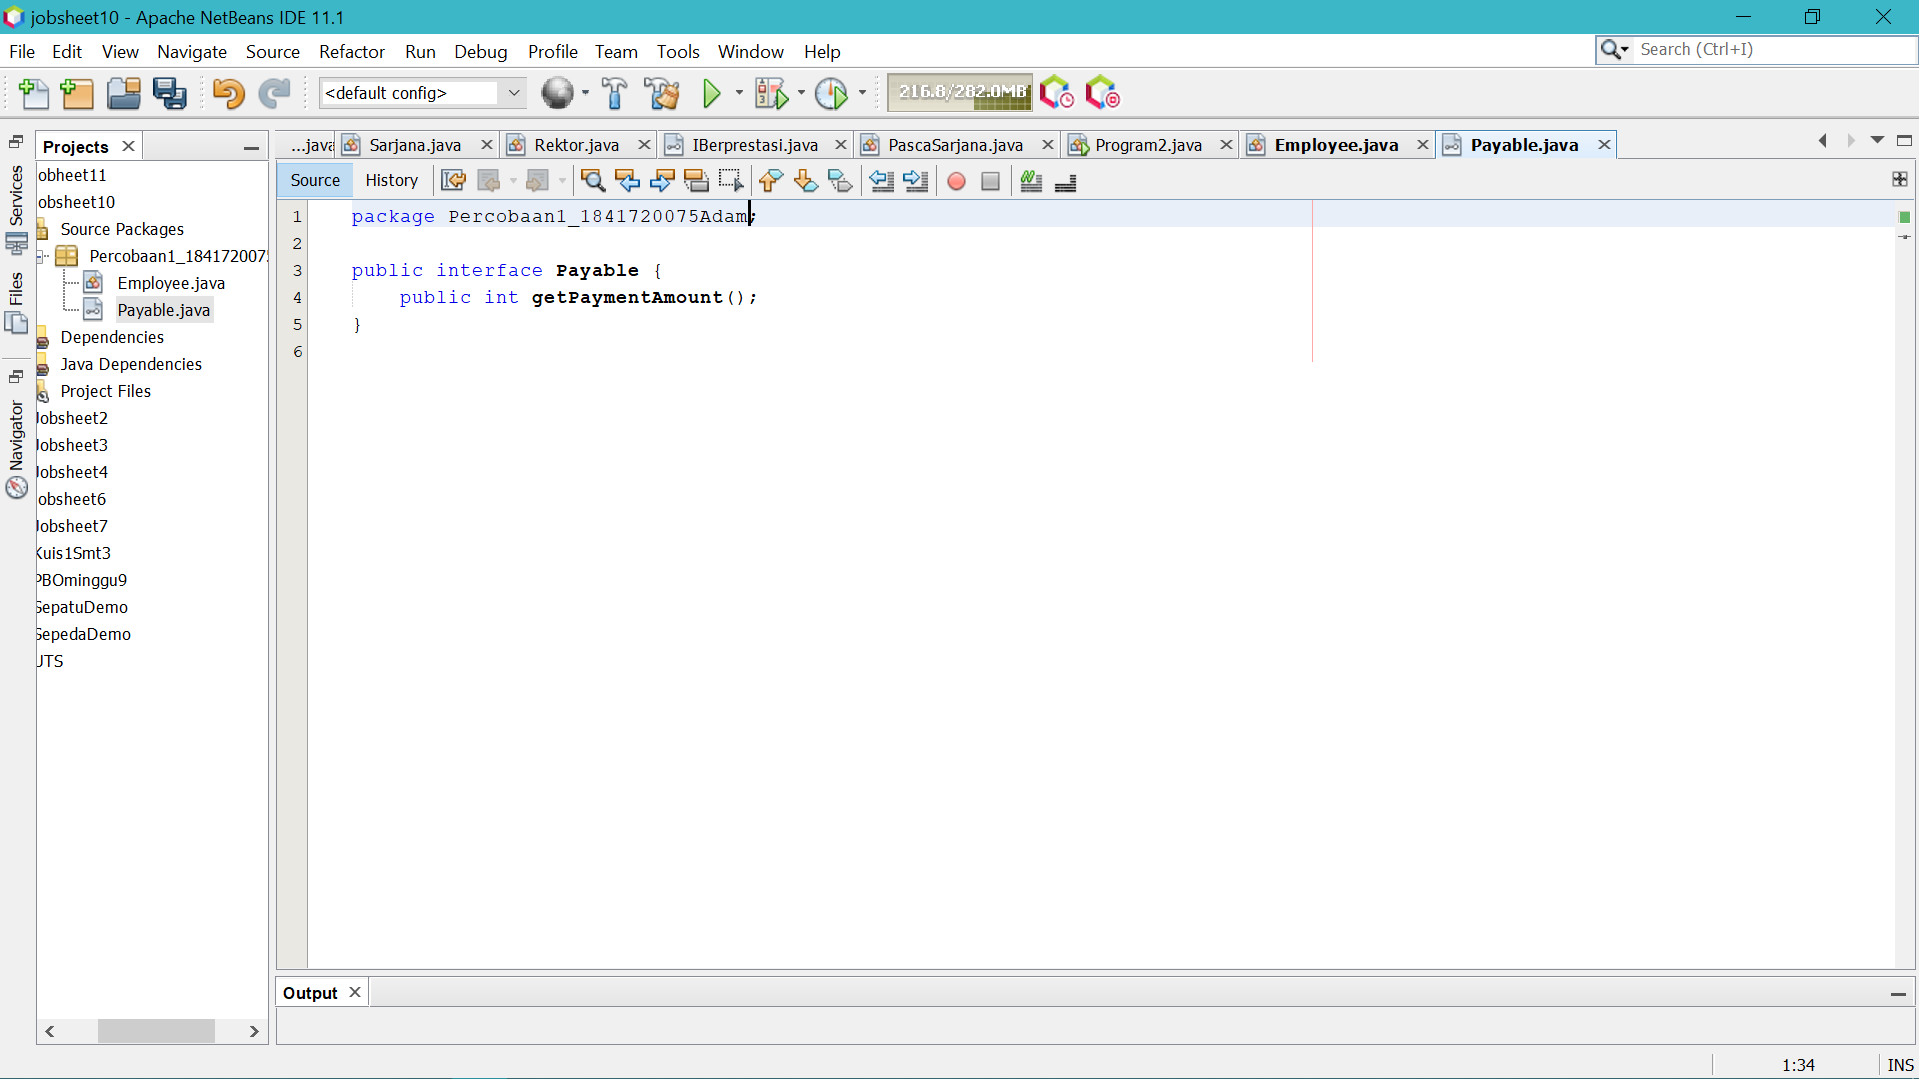 jobsheet10 - Apache NetBeans IDE 11.1
File Edit View Navigate Source Refactor Run Debug Profile Team Tools Window Help
Search (Ctrl+I)
<default config>
216.8/282.0MB
Projects
...java
Sarjana.java
Rektor.java
IBerprestasi.java
PascaSarjana.java
Program2.java
Employee.java
Payable.java
Source History
Services
Files
Navigator
obheet11
obsheet10
Source Packages
Percobaan1_184172007
Employee.java
Payable.java
Dependencies
Java Dependencies
Project Files
Jobsheet2
Jobsheet3
Jobsheet4
obsheet6
Jobsheet7
Kuis1Smt3
PBOminggu9
SepatuDemo
SepedaDemo
UTS
1 package Percobaan1_1841720075Adam;
2
3 public interface Payable {
4 public int getPaymentAmount();
5 }
6
Output
1:34
INS